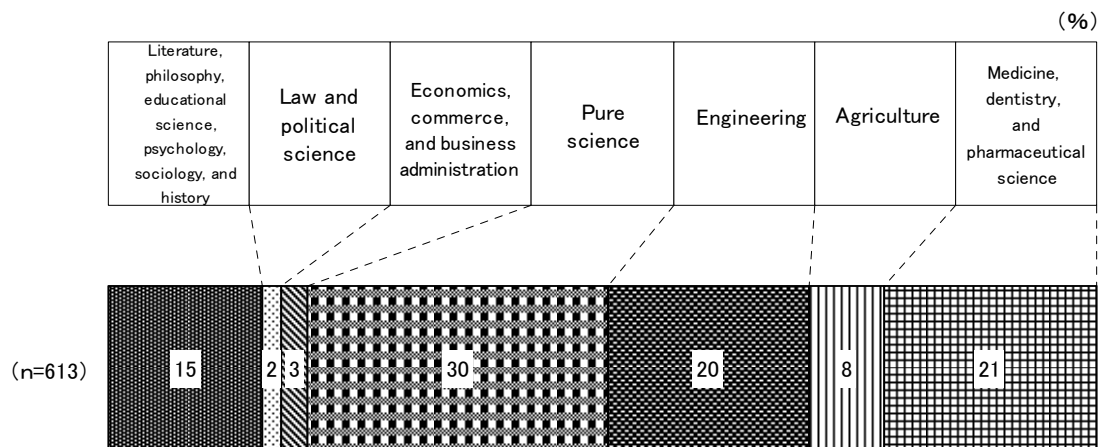 (%)
Literature,
philosophy,
educational
science,
psychology,
sociology, and
history
Law and
political
science
Economics,
commerce,
and business
administration
Pure
science
Engineering
Agriculture
Medicine,
dentistry,
and
pharmaceutical
science
(n=613)
15
2
3
30
20
8
21